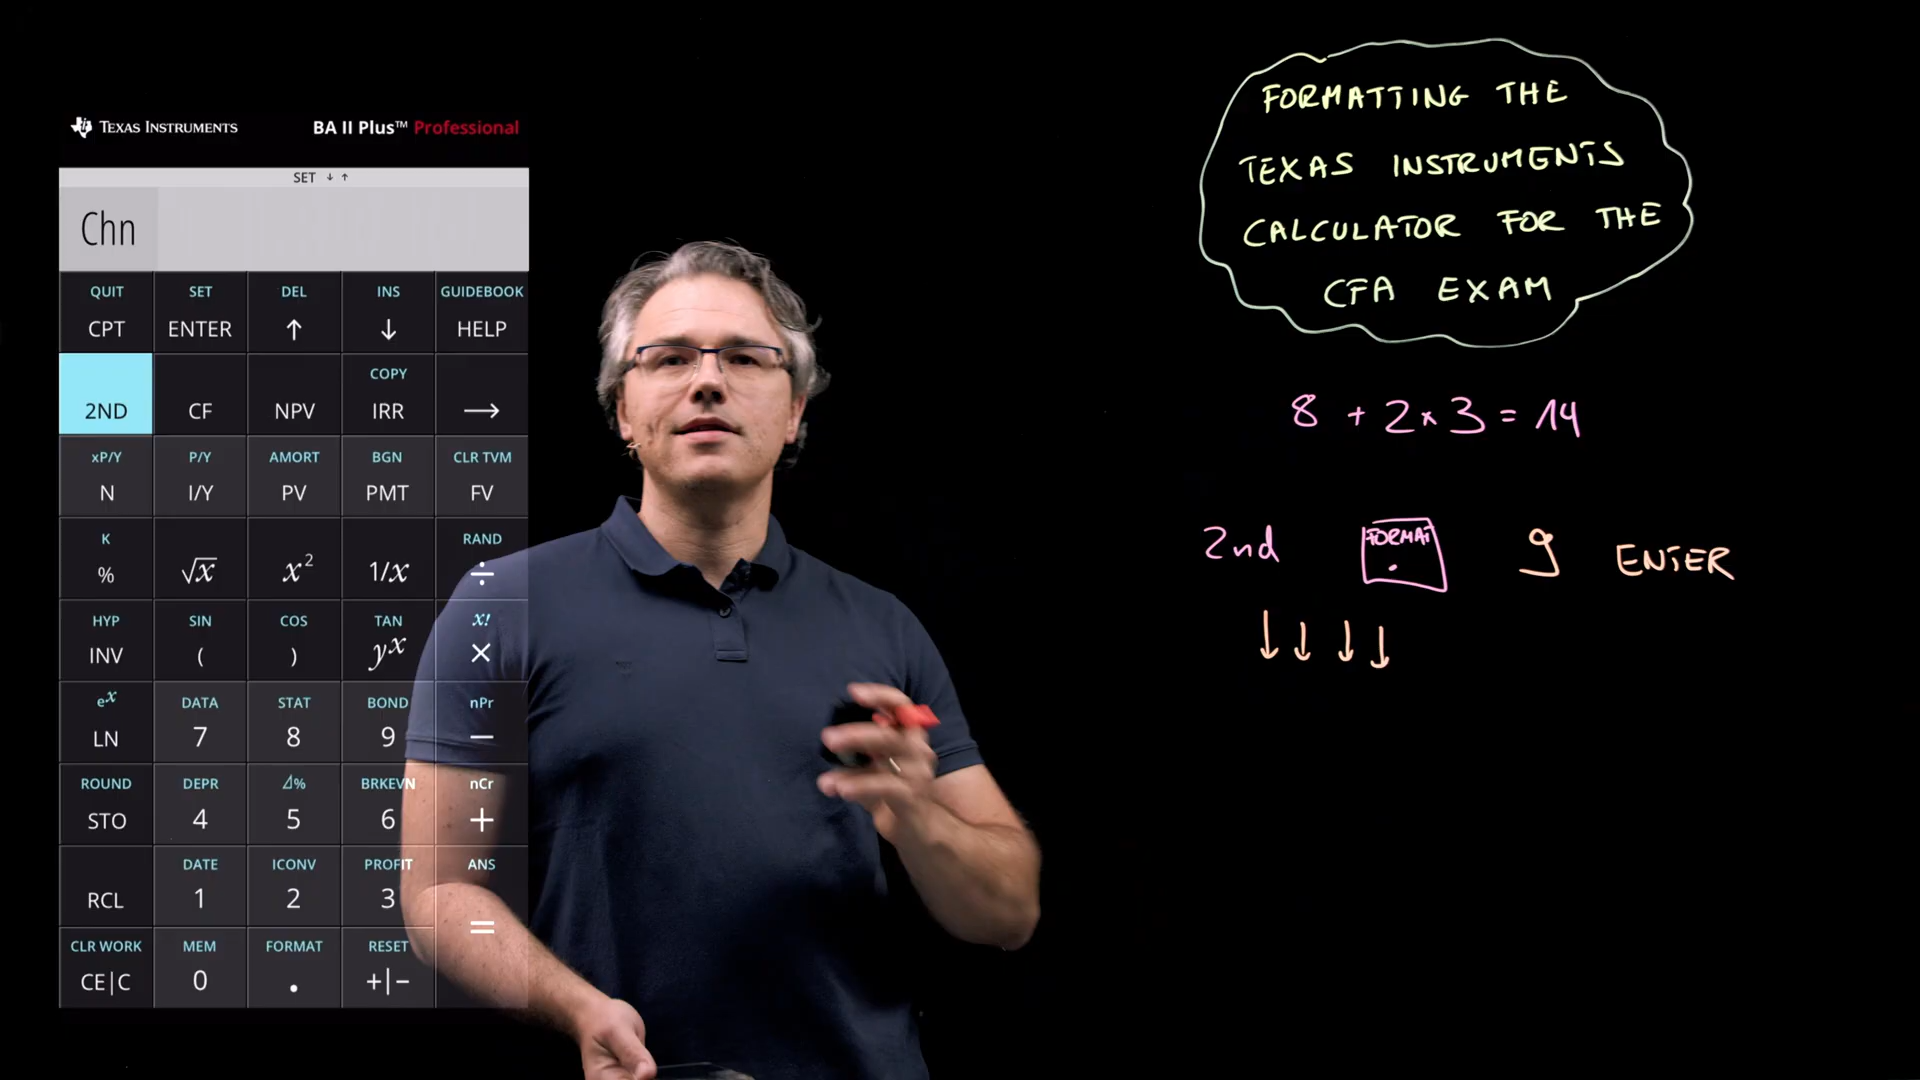 TEXAS INSTRUMENTS BA II Plus™ Professional
SET ↓ ↑
Chn
QUIT SET DEL INS GUIDEBOOK
CPT ENTER ↑ ↓ HELP
COPY
2ND CF NPV IRR →
xP/Y P/Y AMORT BGN CLR TVM
N I/Y PV PMT FV
K RAND
% √x x² 1/x ÷
HYP SIN COS TAN x!
INV ( ) yˣ ×
eˣ DATA STAT BOND nPr
LN 7 8 9 −
ROUND DEPR Δ% BRKEVN nCr
STO 4 5 6 +
DATE ICONV PROFIT ANS
RCL 1 2 3 =
CLR WORK MEM FORMAT RESET
CE|C 0 . +|−
FORMATTING THE
TEXAS INSTRUMENTS
CALCULATOR FOR THE
CFA EXAM
8 + 2 × 3 = 14
2nd FORMAT . 9 ENTER
↓ ↓ ↓ ↓